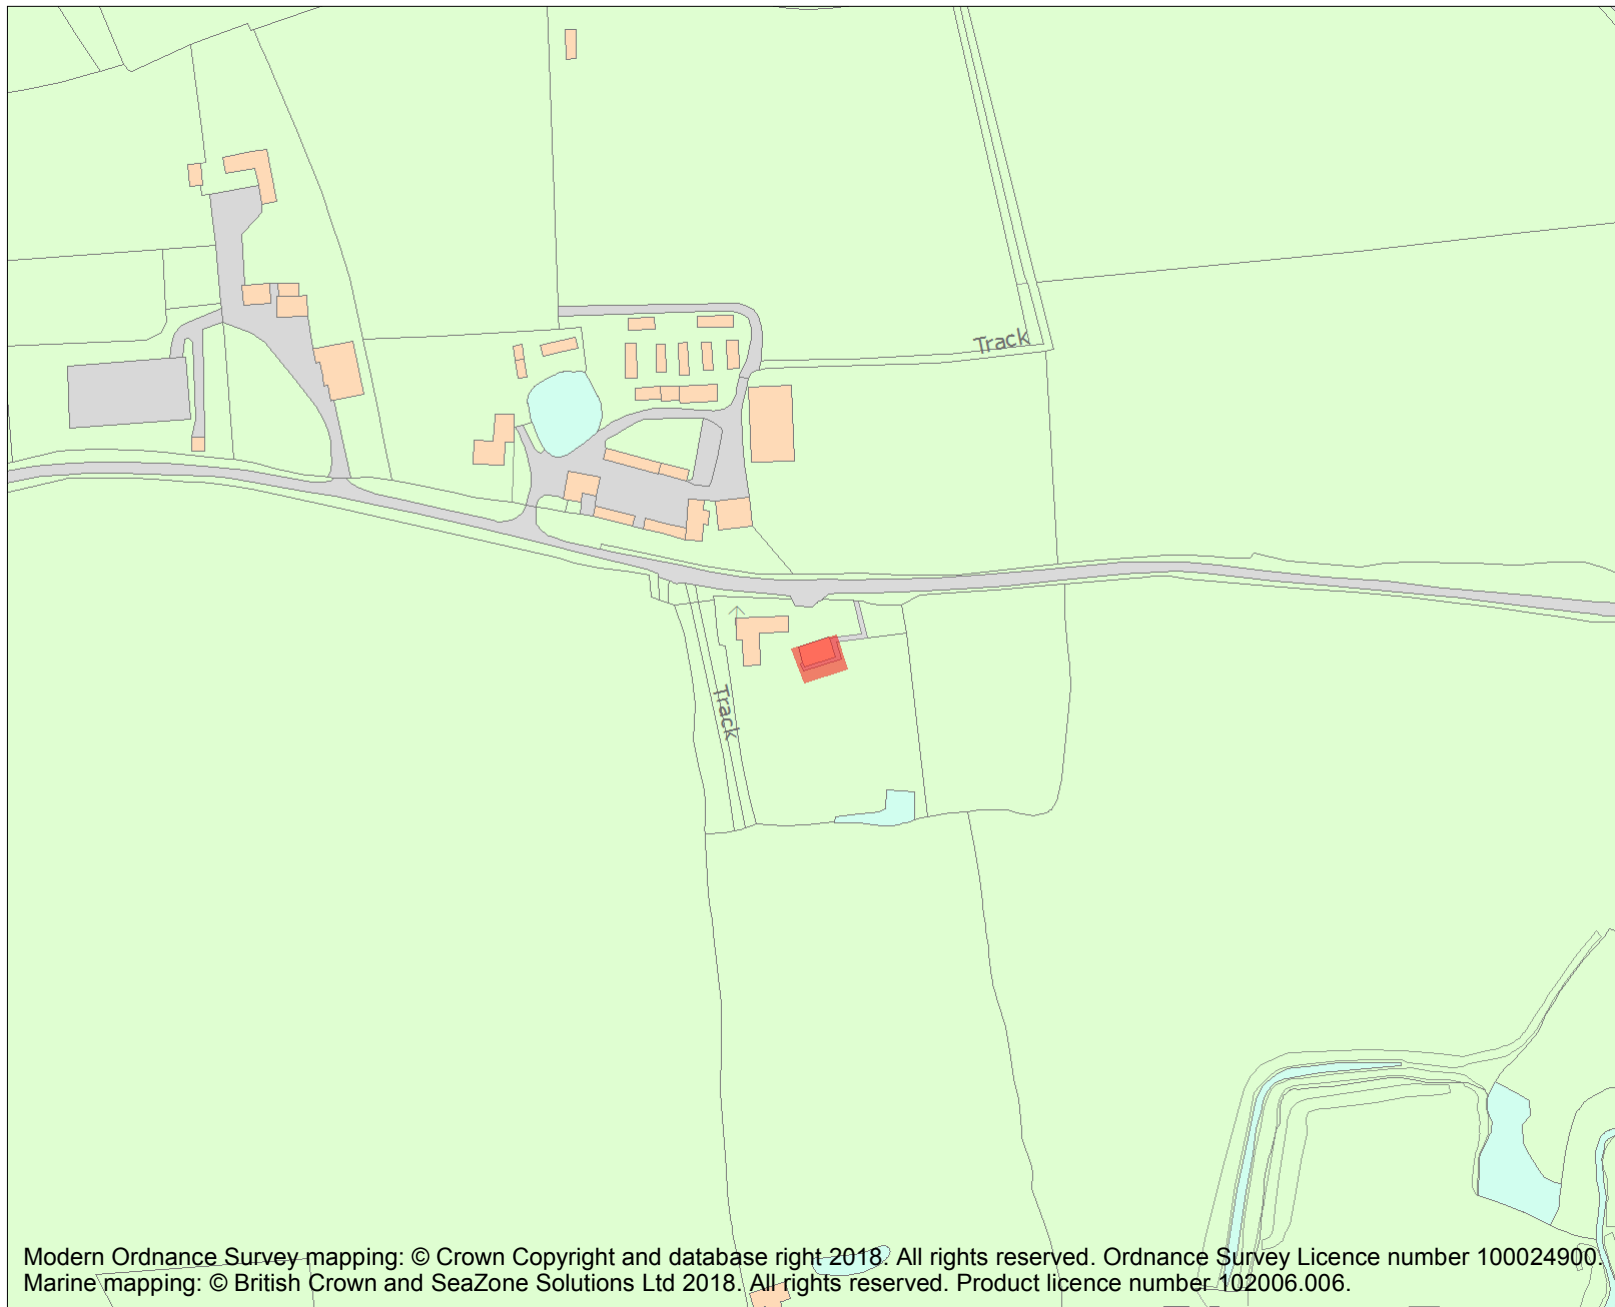 Track
Track
Modern Ordnance Survey mapping: © Crown Copyright and database right 2018. All rights reserved. Ordnance Survey Licence number 100024900.
Marine mapping: © British Crown and SeaZone Solutions Ltd 2018. All rights reserved. Product licence number 102006.006.